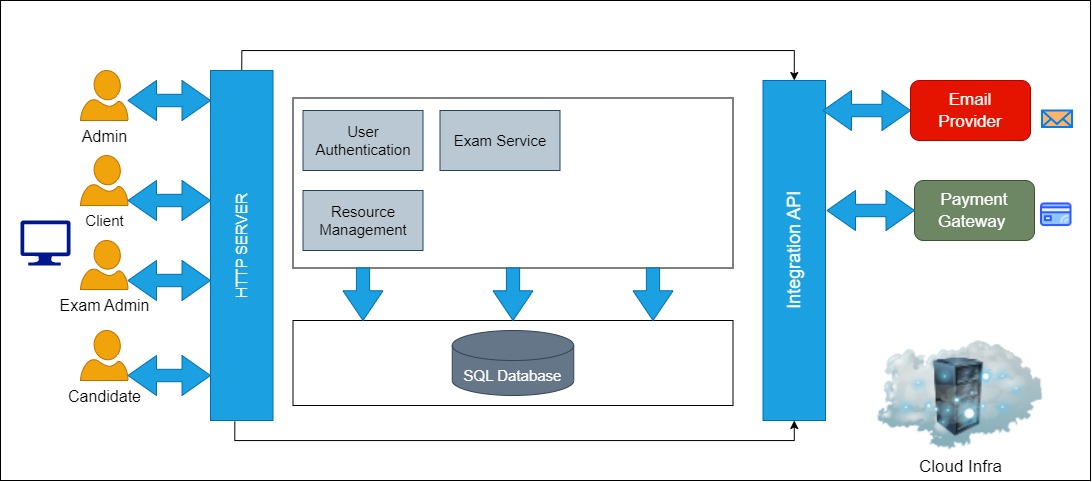 Admin
Client
Exam Admin
Candidate
HTTP SERVER
User
Authentication
Exam Service
Resource
Management
SQL Database
Integration API
Email
Provider
Payment
Gateway
Cloud Infra